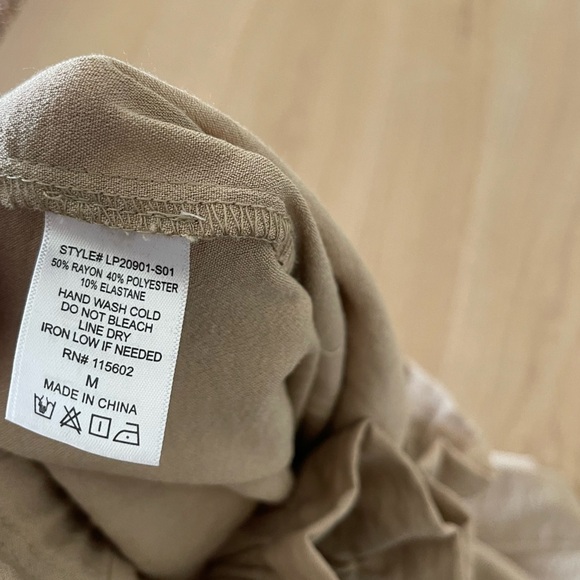 STYLE# LP20901-S01
50% RAYON 40% POLYESTER
10% ELASTANE
HAND WASH COLD
DO NOT BLEACH
LINE DRY
IRON LOW IF NEEDED
RN# 115602
M
MADE IN CHINA